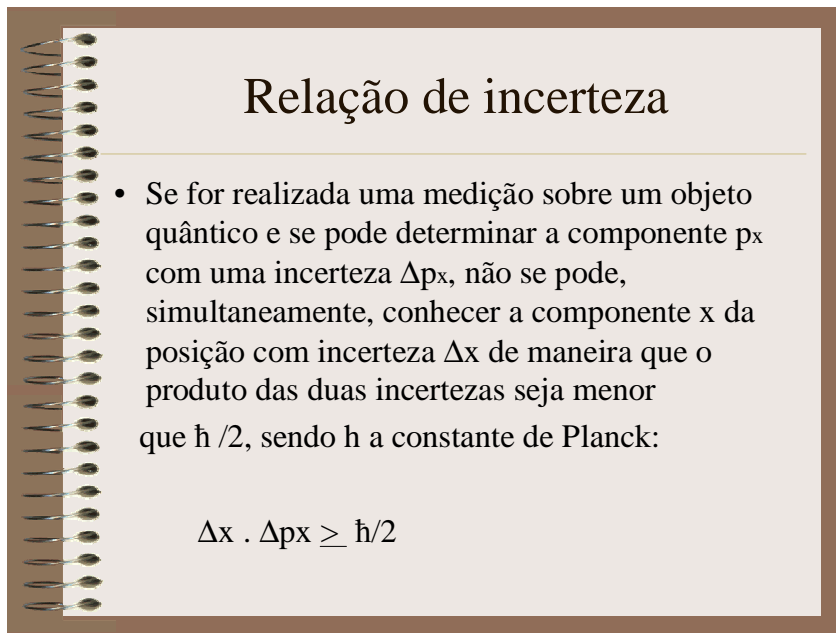 Relação de incerteza
• Se for realizada uma medição sobre um objeto
quântico e se pode determinar a componente px
com uma incerteza Δpx, não se pode,
simultaneamente, conhecer a componente x da
posição com incerteza Δx de maneira que o
produto das duas incertezas seja menor
que ħ /2, sendo h a constante de Planck:
Δx . Δpx ≥ ħ/2